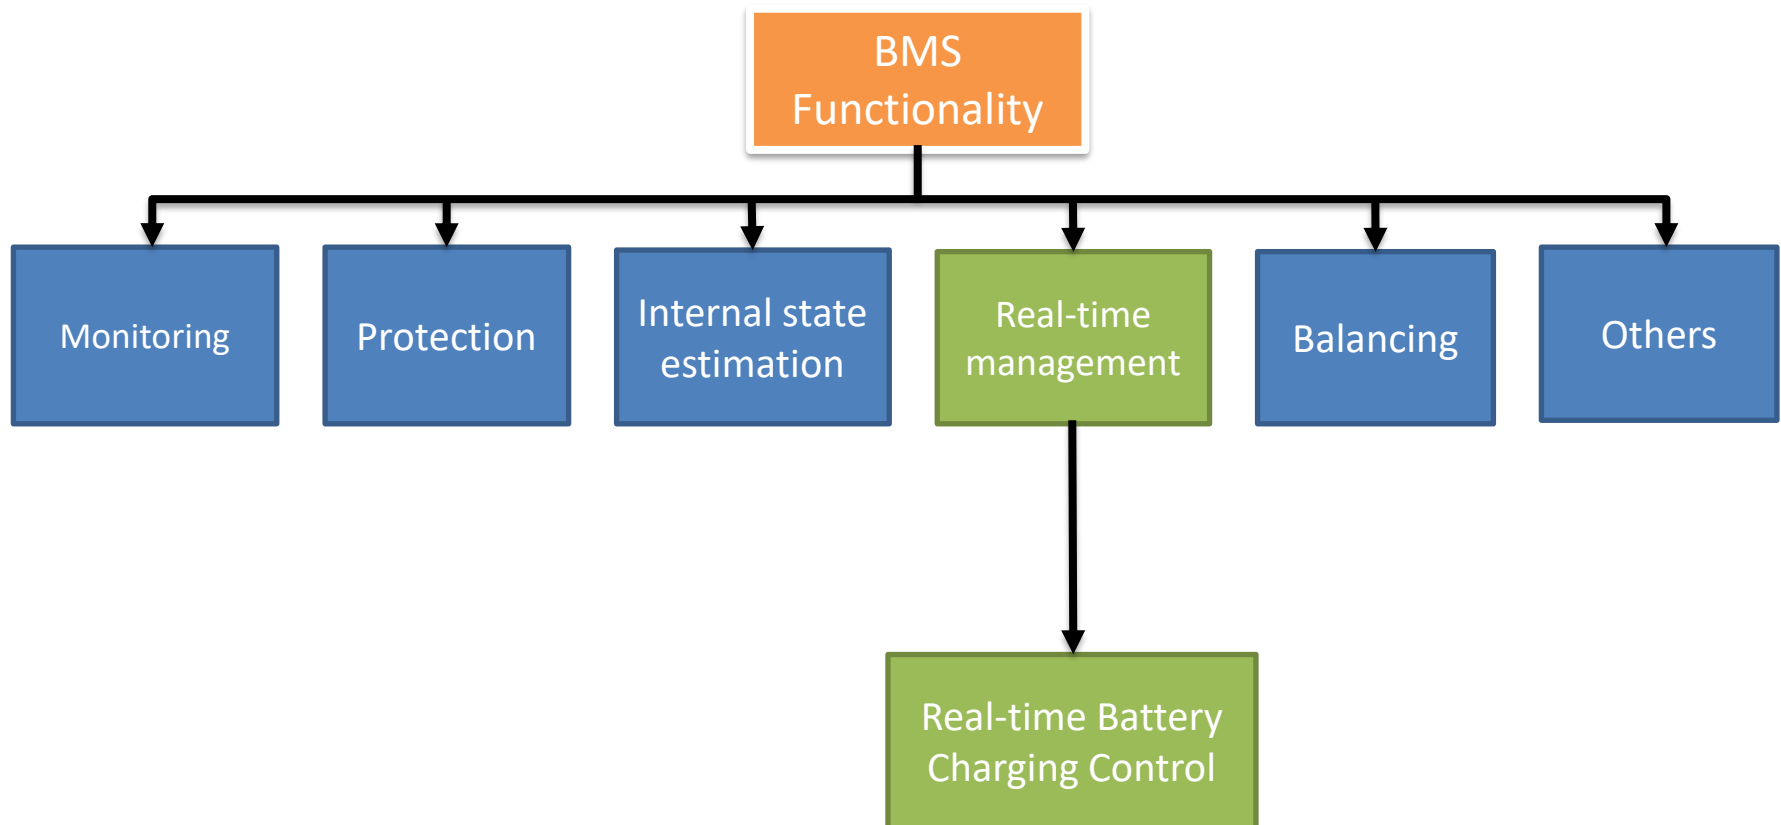 BMS
Functionality
Monitoring
Protection
Internal state
estimation
Real-time
management
Balancing
Others
Real-time Battery
Charging Control